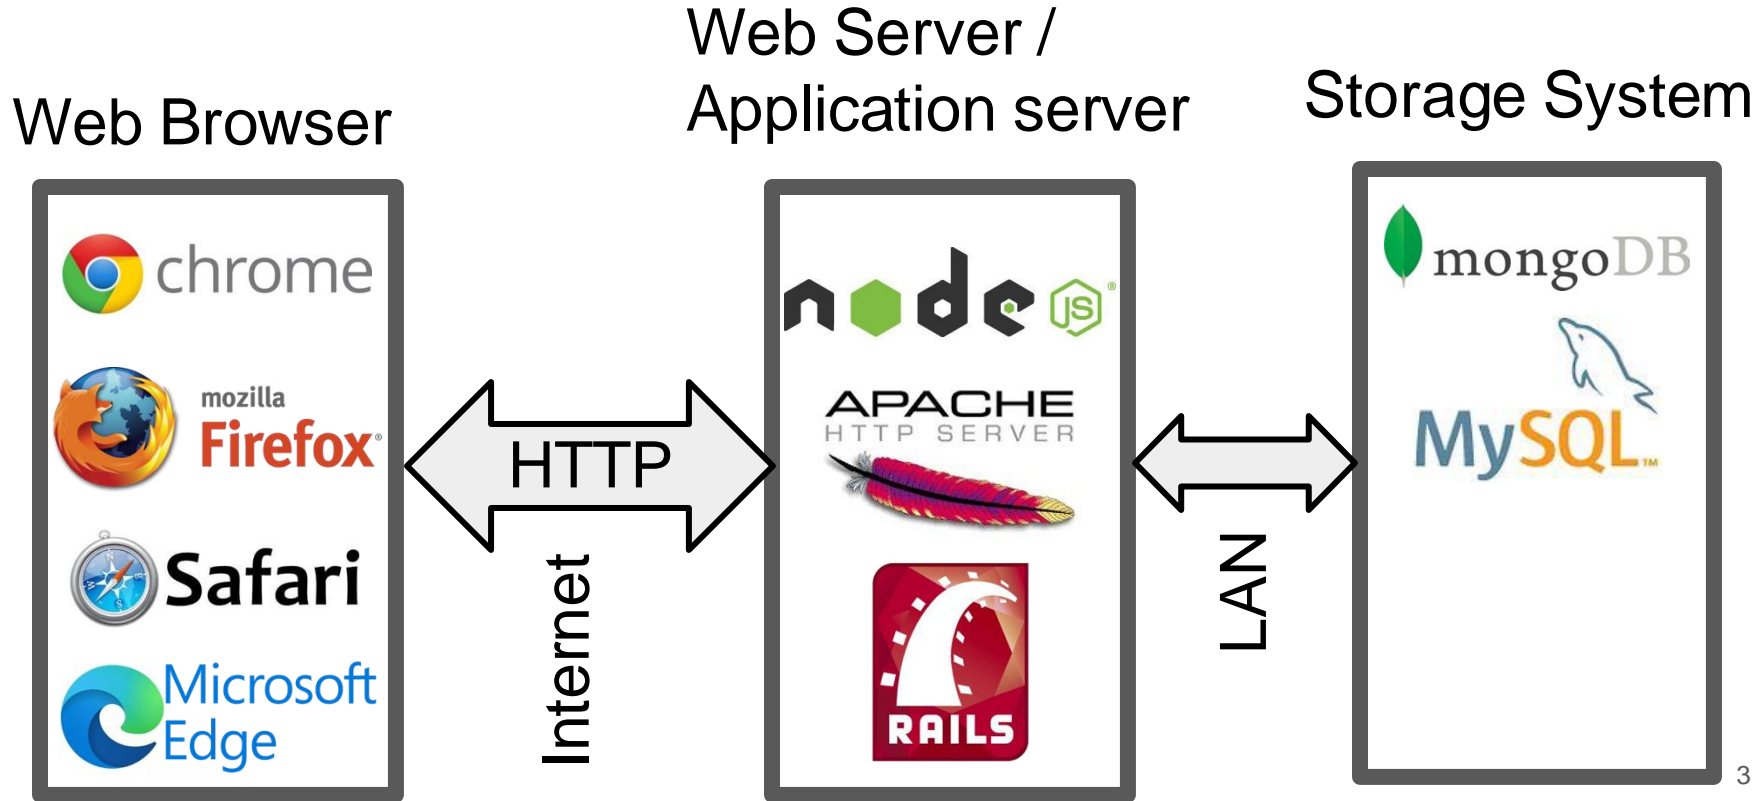 Web Browser
Web Server /
Application server
Storage System
chrome
mozilla
Firefox
Safari
Microsoft
Edge
HTTP
Internet
node JS®
APACHE
HTTP SERVER
RAILS
LAN
mongoDB
MySQL™
3